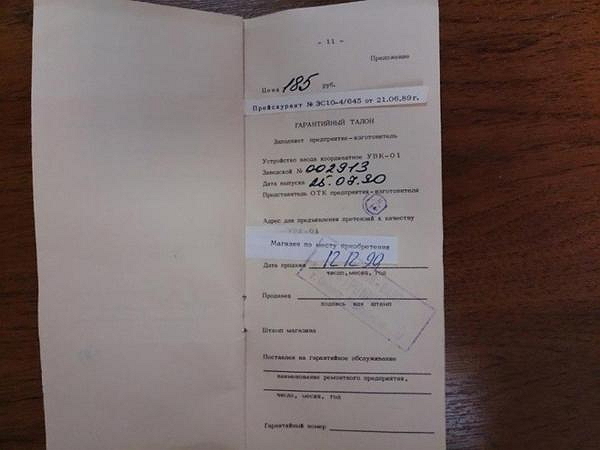 - 11 -
Приложение
Цена 185 руб.
Прейскурант № ЭС10-4/645 от 21.06.89г.
ГАРАНТИЙНЫЙ ТАЛОН
Заполняет предприятие-изготовитель
Устройство ввода координатное УВК-01
Заводской № 002913
Дата выпуска 25.07.90
Представитель ОТК предприятия-изготовителя
Адрес для предъявления претензий к качеству
УВК-01
Магазин по месту приобретения
Дата продажи 12.12.90
число, месяц, год
Продавец
подпись или штамп
Штамп магазина
Поставлен на гарантийное обслуживание
наименование ремонтного предприятия,
число, месяц, год
Гарантийный номер